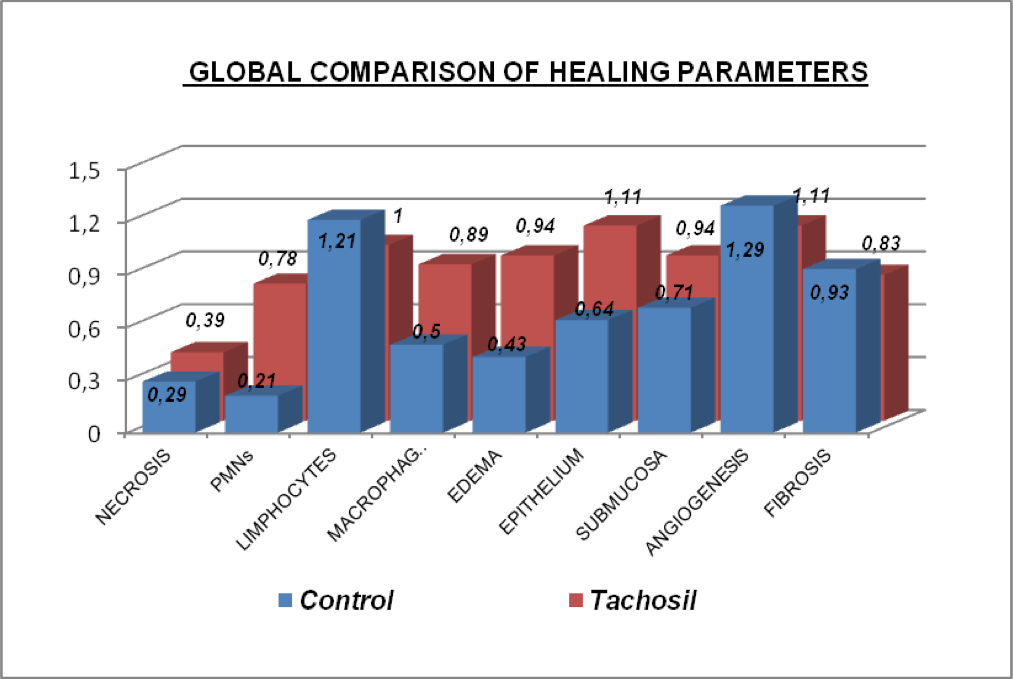 GLOBAL COMPARISON OF HEALING PARAMETERS
1,5
1,2
0,9
0,6
0,3
0
0,39
0,78
1
0,89
0,94
1,11
0,94
1,11
0,83
0,29
0,21
1,21
0,5
0,43
0,64
0,71
1,29
0,93
NECROSIS
PMNs
LIMPHOCYTES
MACROPHAG..
EDEMA
EPITHELIUM
SUBMUCOSA
ANGIOGENESIS
FIBROSIS
Control
Tachosil